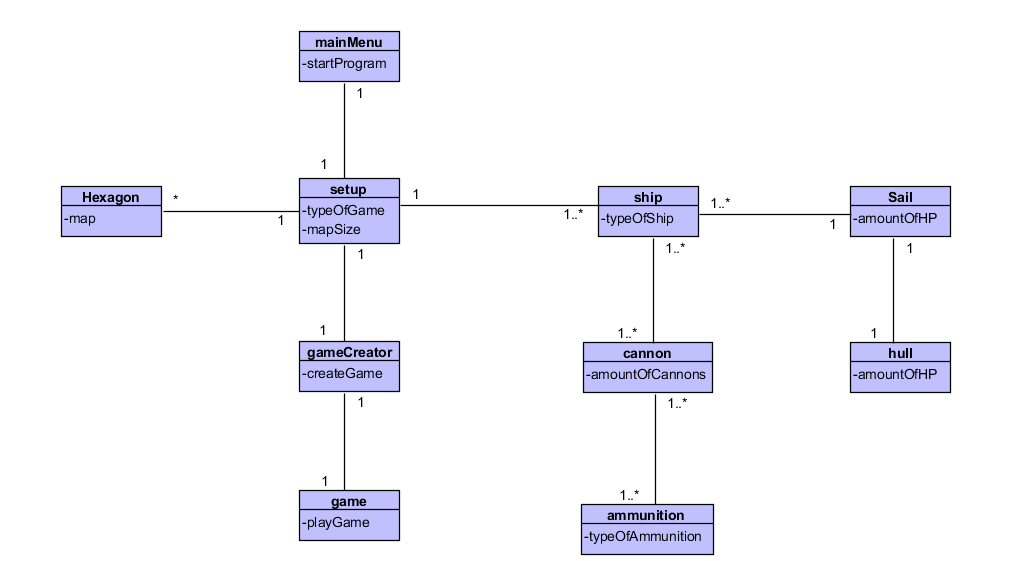 mainMenu
-startProgram
1
1
Hexagon
-map
*
1
setup
-typeOfGame
-mapSize
1
1..*
ship
-typeOfShip
1..*
1
Sail
-amountOfHP
1
1..*
1
1
gameCreator
-createGame
1..*
cannon
-amountOfCannons
1
hull
-amountOfHP
1
1..*
1
game
-playGame
1..*
ammunition
-typeOfAmmunition